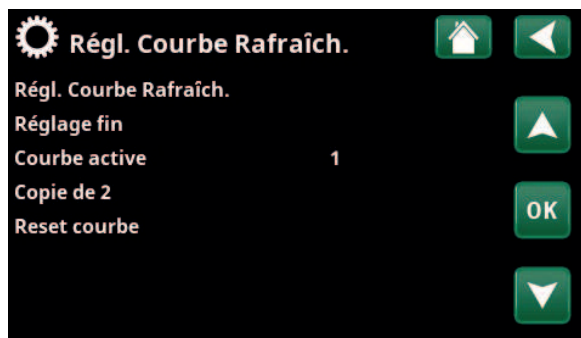 Régl. Courbe Rafraîch.
Régl. Courbe Rafraîch.
Réglage fin
Courbe active 1
Copie de 2
Reset courbe
OK